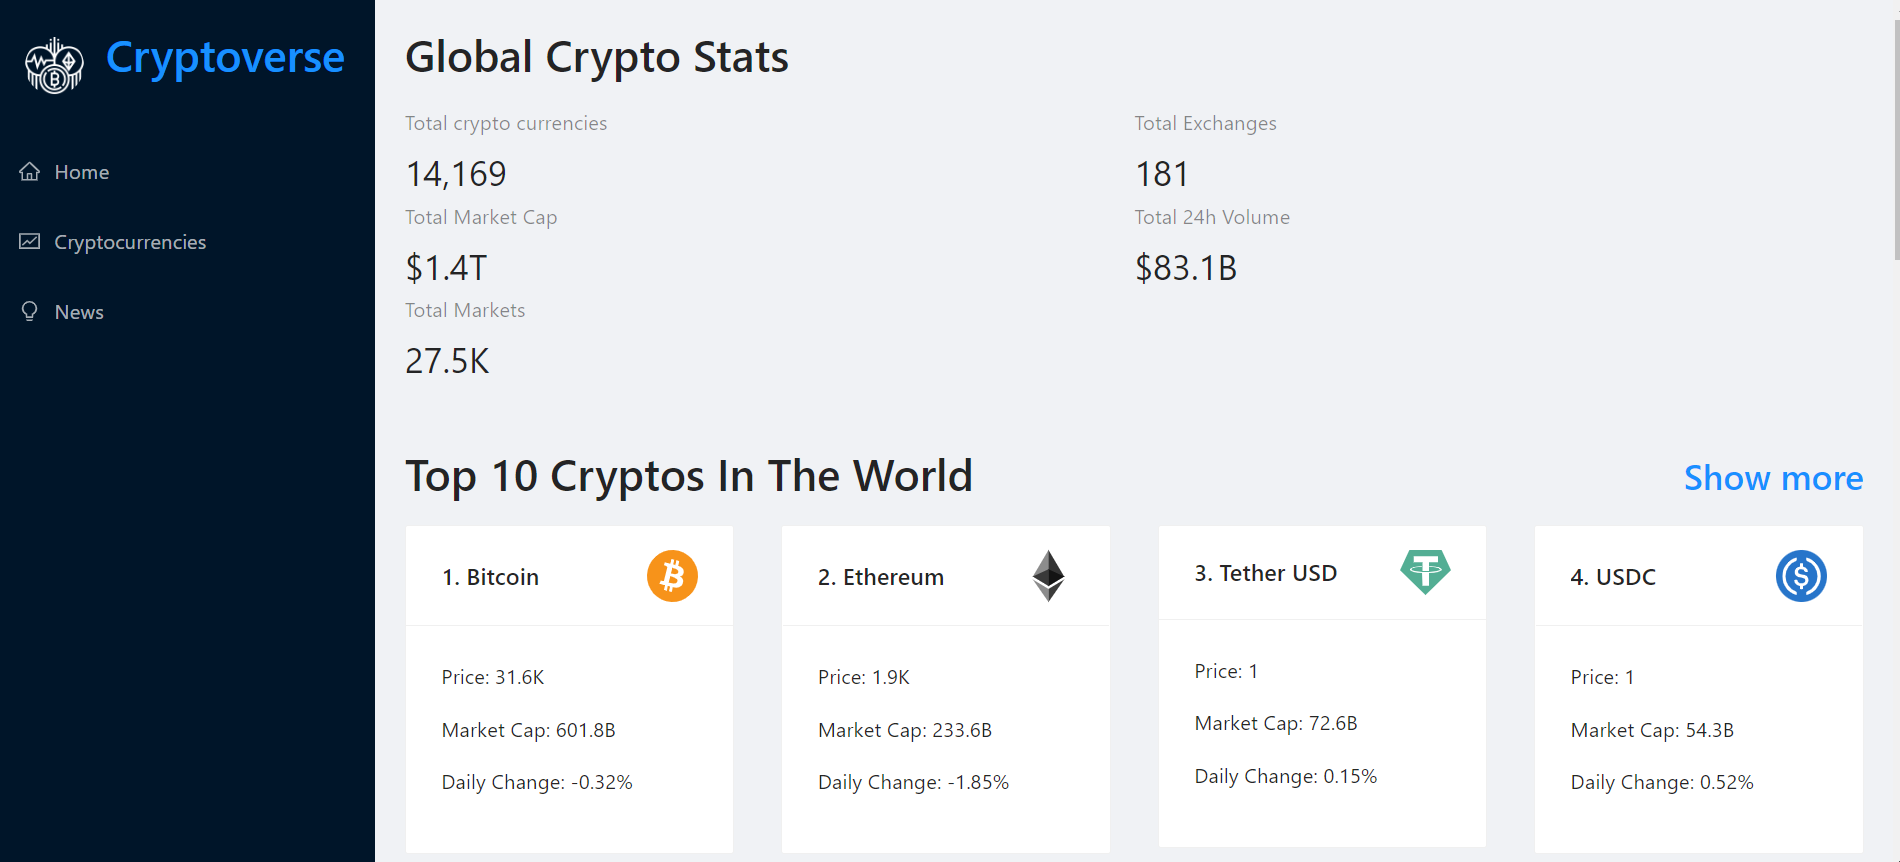 Cryptoverse
Home
Cryptocurrencies
News
Global Crypto Stats
Total crypto currencies
14,169
Total Exchanges
181
Total Market Cap
$1.4T
Total 24h Volume
$83.1B
Total Markets
27.5K
Top 10 Cryptos In The World
Show more
1. Bitcoin
Price: 31.6K
Market Cap: 601.8B
Daily Change: -0.32%
2. Ethereum
Price: 1.9K
Market Cap: 233.6B
Daily Change: -1.85%
3. Tether USD
Price: 1
Market Cap: 72.6B
Daily Change: 0.15%
4. USDC
Price: 1
Market Cap: 54.3B
Daily Change: 0.52%